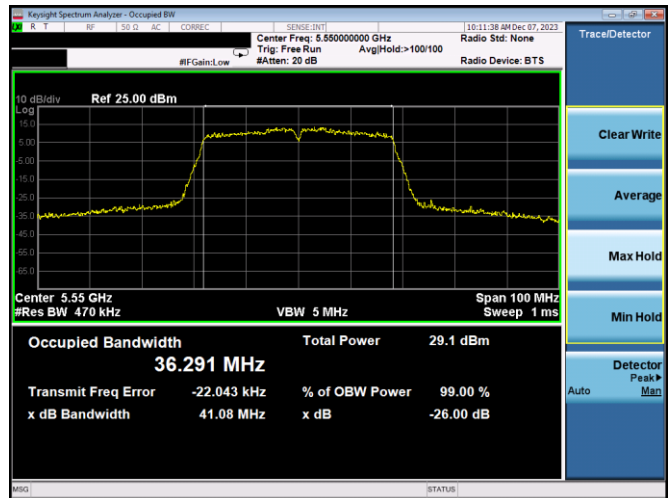 Keysight Spectrum Analyzer - Occupied BW
R T RF 50 Ω AC CORREC SENSE:INT 10:11:38 AM Dec 07, 2023
Center Freq: 5.550000000 GHz Radio Std: None
Trig: Free Run Avg|Hold:>100/100
#IFGain:Low #Atten: 20 dB Radio Device: BTS
10 dB/div Ref 25.00 dBm
Log
15.0
5.00
-5.00
-15.0
-25.0
-35.0
-45.0
-55.0
-65.0
Center 5.55 GHz Span 100 MHz
#Res BW 470 kHz VBW 5 MHz Sweep 1 ms
Occupied Bandwidth Total Power 29.1 dBm
36.291 MHz
Transmit Freq Error -22.043 kHz % of OBW Power 99.00 %
x dB Bandwidth 41.08 MHz x dB -26.00 dB
Trace/Detector
Clear Write
Average
Max Hold
Min Hold
Detector
Peak▶
Auto Man
MSG STATUS